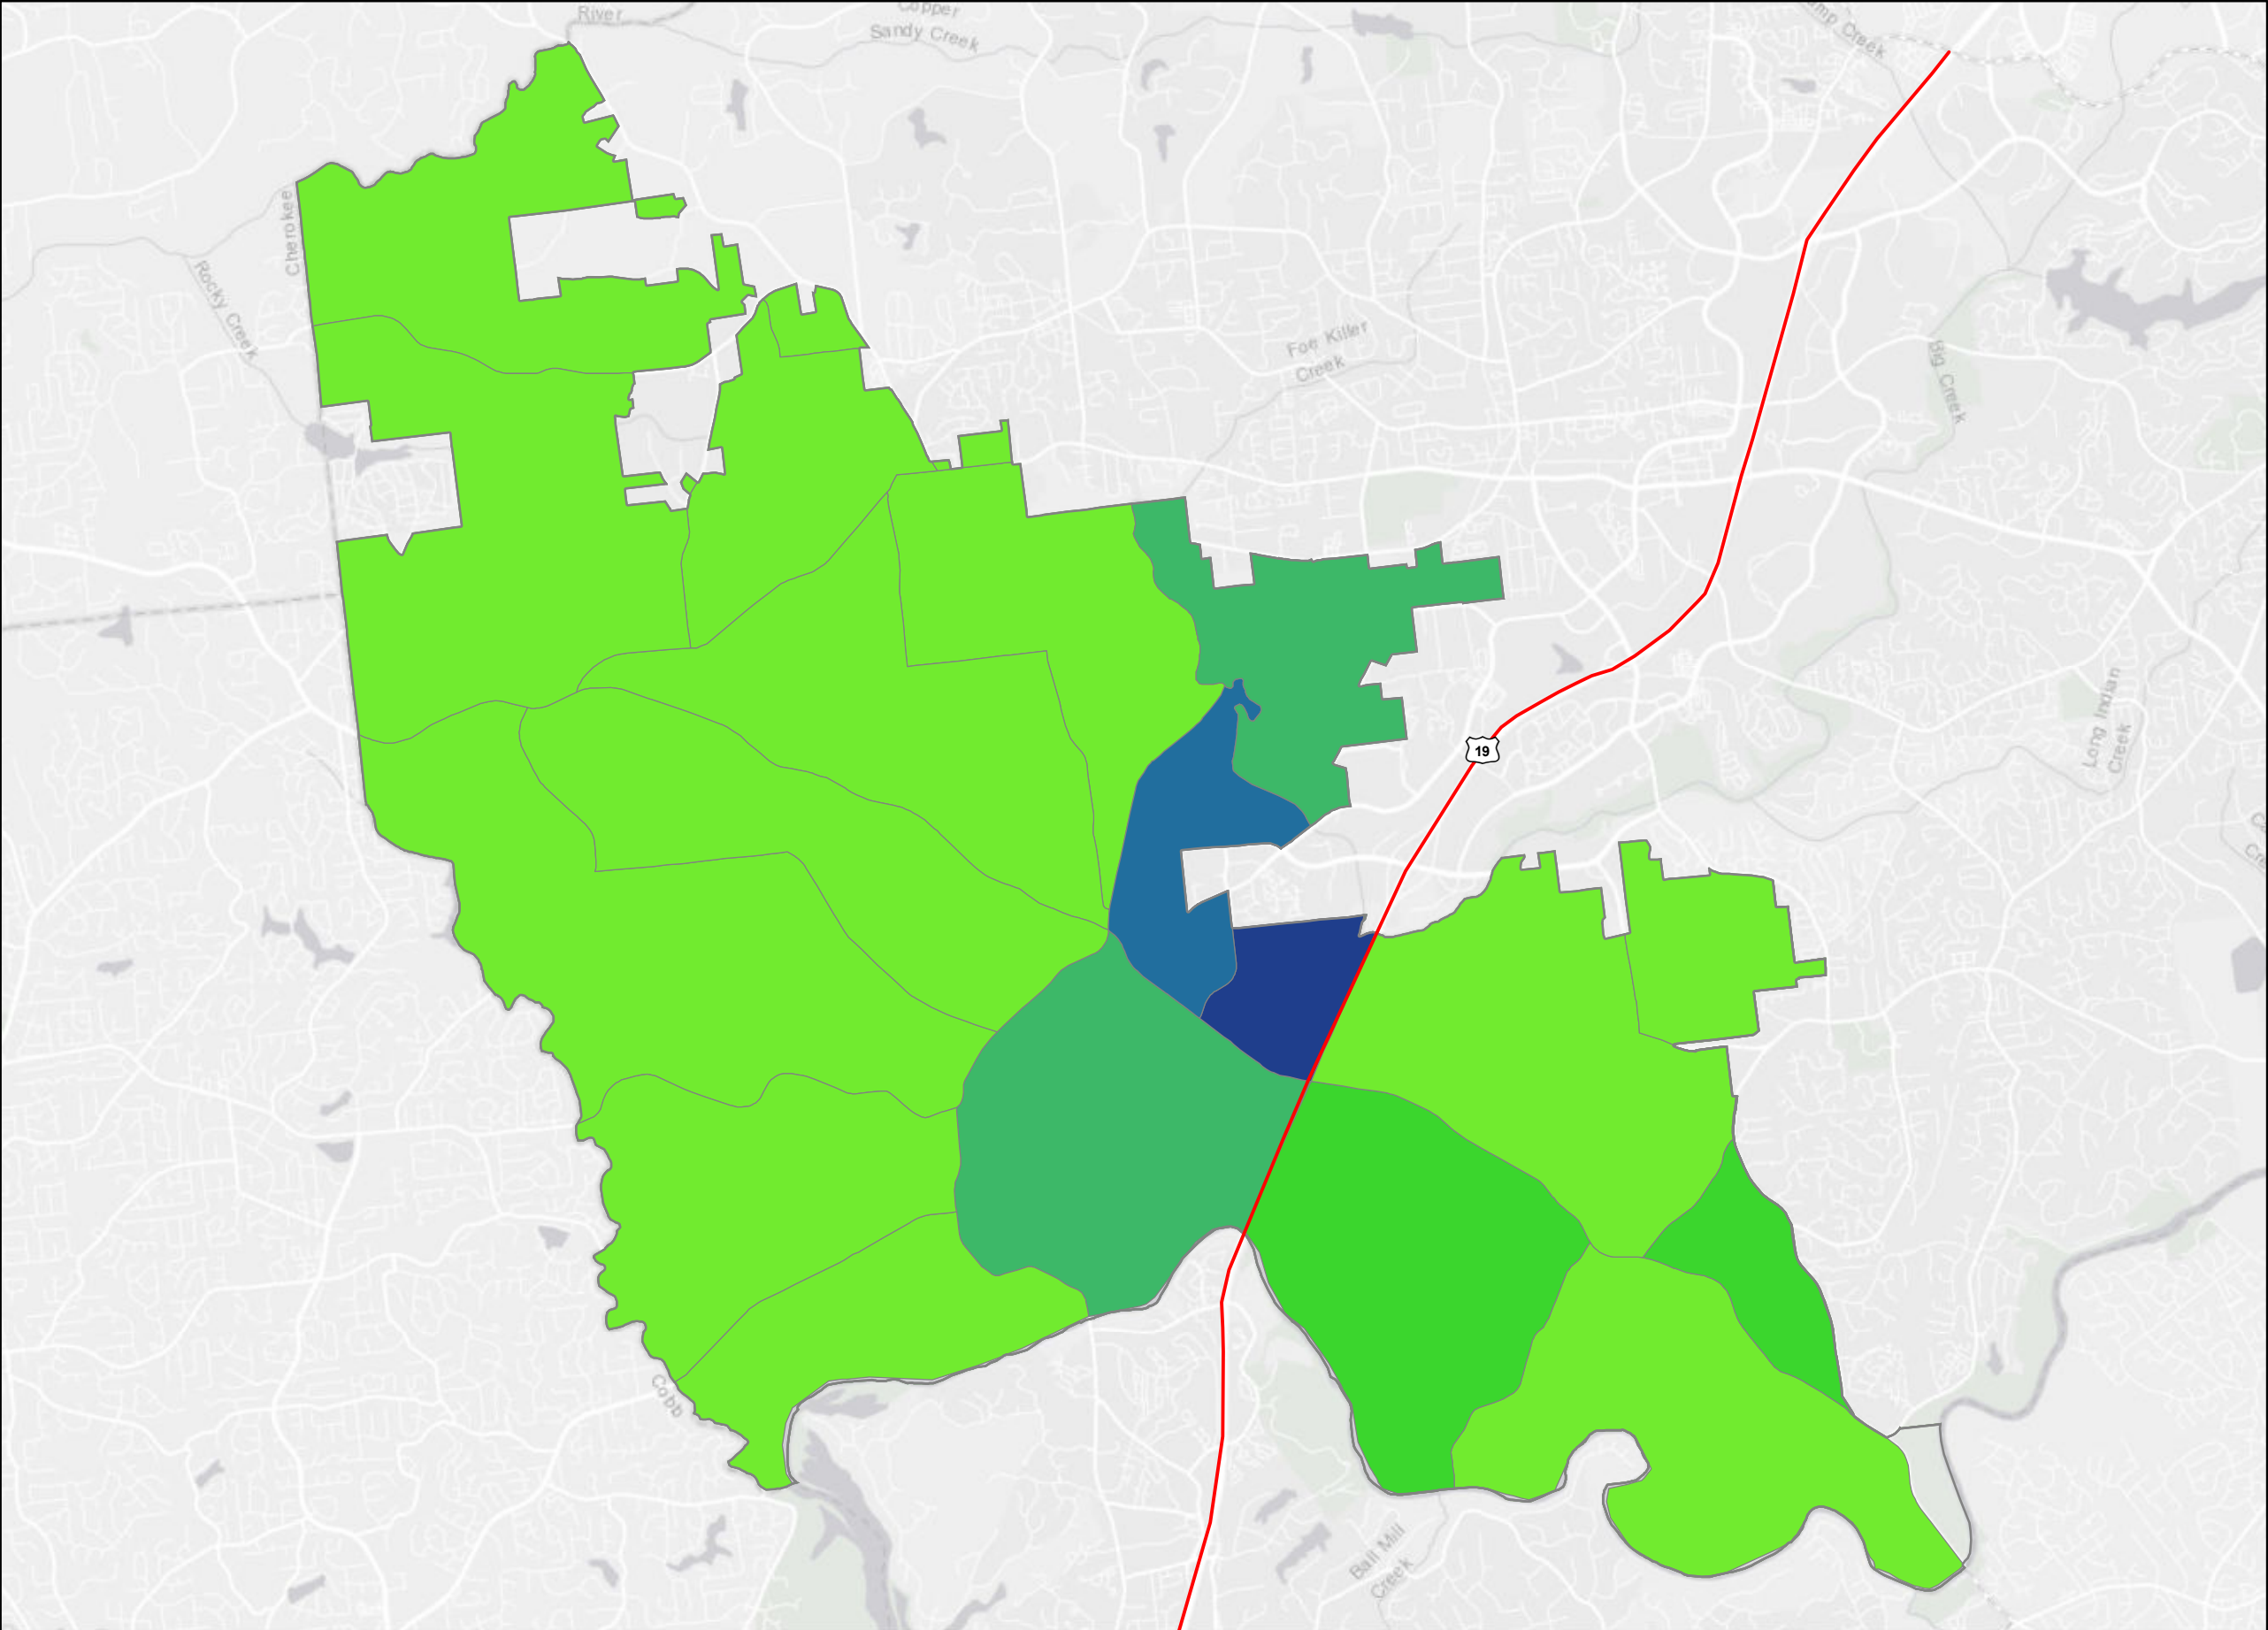 River
Copper
Sandy Creek
Cherokee
Rocky Creek
Foe Killer
Creek
Big Creek
19
Long Indian
Creek
Cobb
Ball Mill
Creek